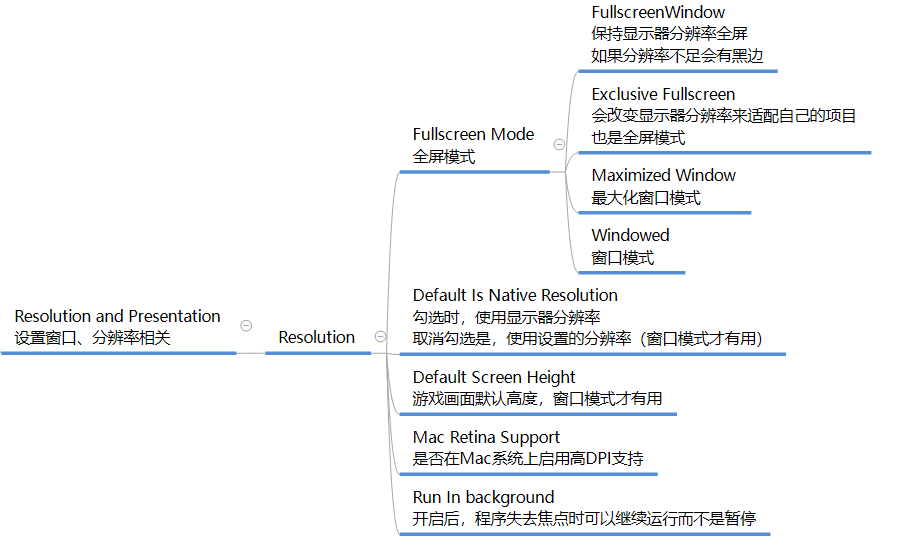 Resolution and Presentation
设置窗口、分辨率相关
Resolution
Fullscreen Mode
全屏模式
FullscreenWindow
保持显示器分辨率全屏
如果分辨率不足会有黑边
Exclusive Fullscreen
会改变显示器分辨率来适配自己的项目
也是全屏模式
Maximized Window
最大化窗口模式
Windowed
窗口模式
Default Is Native Resolution
勾选时，使用显示器分辨率
取消勾选是，使用设置的分辨率（窗口模式才有用）
Default Screen Height
游戏画面默认高度，窗口模式才有用
Mac Retina Support
是否在Mac系统上启用高DPI支持
Run In background
开启后，程序失去焦点时可以继续运行而不是暂停